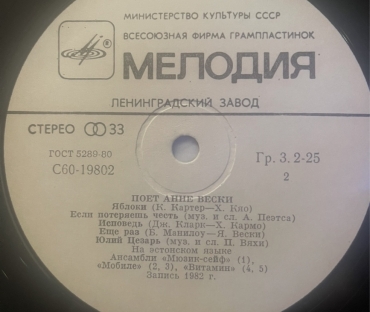 МИНИСТЕРСТВО КУЛЬТУРЫ СССР
ВСЕСОЮЗНАЯ ФИРМА ГРАМПЛАСТИНОК
МЕЛОДИЯ
ЛЕНИНГРАДСКИЙ ЗАВОД
СТЕРЕО 33
ГОСТ 5289-80
С60-19802
Гр. 3. 2-25
2
ПОЕТ АННЕ ВЕСКИ
Яблоки (К. Картер—Х. Кяо)
Если потеряешь честь (муз. и сл. А. Пеэтса)
Исповедь (Дж. Кларк—Х. Кармо)
Еще раз (Б. Манилоу—Я. Вески)
Юлий Цезарь (муз. и сл. П. Вяхи)
На эстонском языке
Ансамбли «Мюзик-сейф» (1),
«Мобиле» (2, 3), «Витамин» (4, 5)
Запись 1982 г.